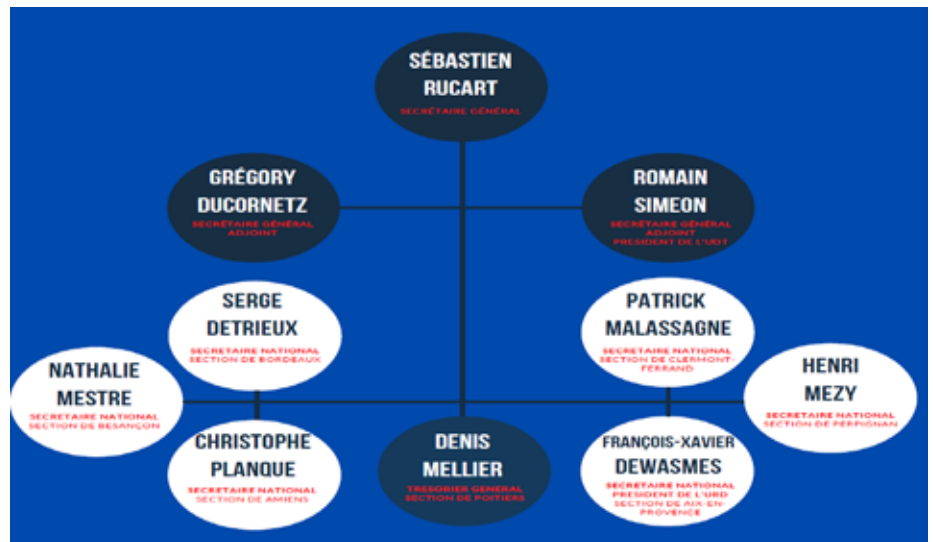 SÉBASTIEN
RUCART
SECRÉTAIRE GÉNÉRAL
GRÉGORY
DUCORNETZ
SECRÉTAIRE GÉNÉRAL
ADJOINT
ROMAIN
SIMEON
SECRÉTAIRE GÉNÉRAL
ADJOINT
PRESIDENT DE L'UDT
SERGE
DETRIEUX
SECRETAIRE NATIONAL
SECTION DE BORDEAUX
PATRICK
MALASSAGNE
SECRETAIRE NATIONAL
SECTION DE CLERMONT-
FERRAND
NATHALIE
MESTRE
SECRETAIRE NATIONAL
SECTION DE BESANÇON
HENRI
MEZY
SECRETAIRE NATIONAL
SECTION DE PERPIGNAN
CHRISTOPHE
PLANQUE
SECRETAIRE NATIONAL
SECTION DE AMIENS
DENIS
MELLIER
TRESORIER GENERAL
SECTION DE POITIERS
FRANÇOIS-XAVIER
DEWASMES
SECRETAIRE NATIONAL
PRESIDENT DE L'URD-
SECTION DE AIX-EN-
PROVENCE